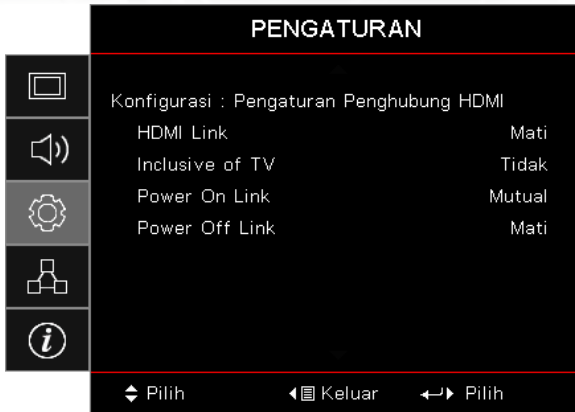 PENGATURAN
Konfigurasi : Pengaturan Penghubung HDMI
HDMI Link Mati
Inclusive of TV Tidak
Power On Link Mutual
Power Off Link Mati
Pilih Keluar Pilih